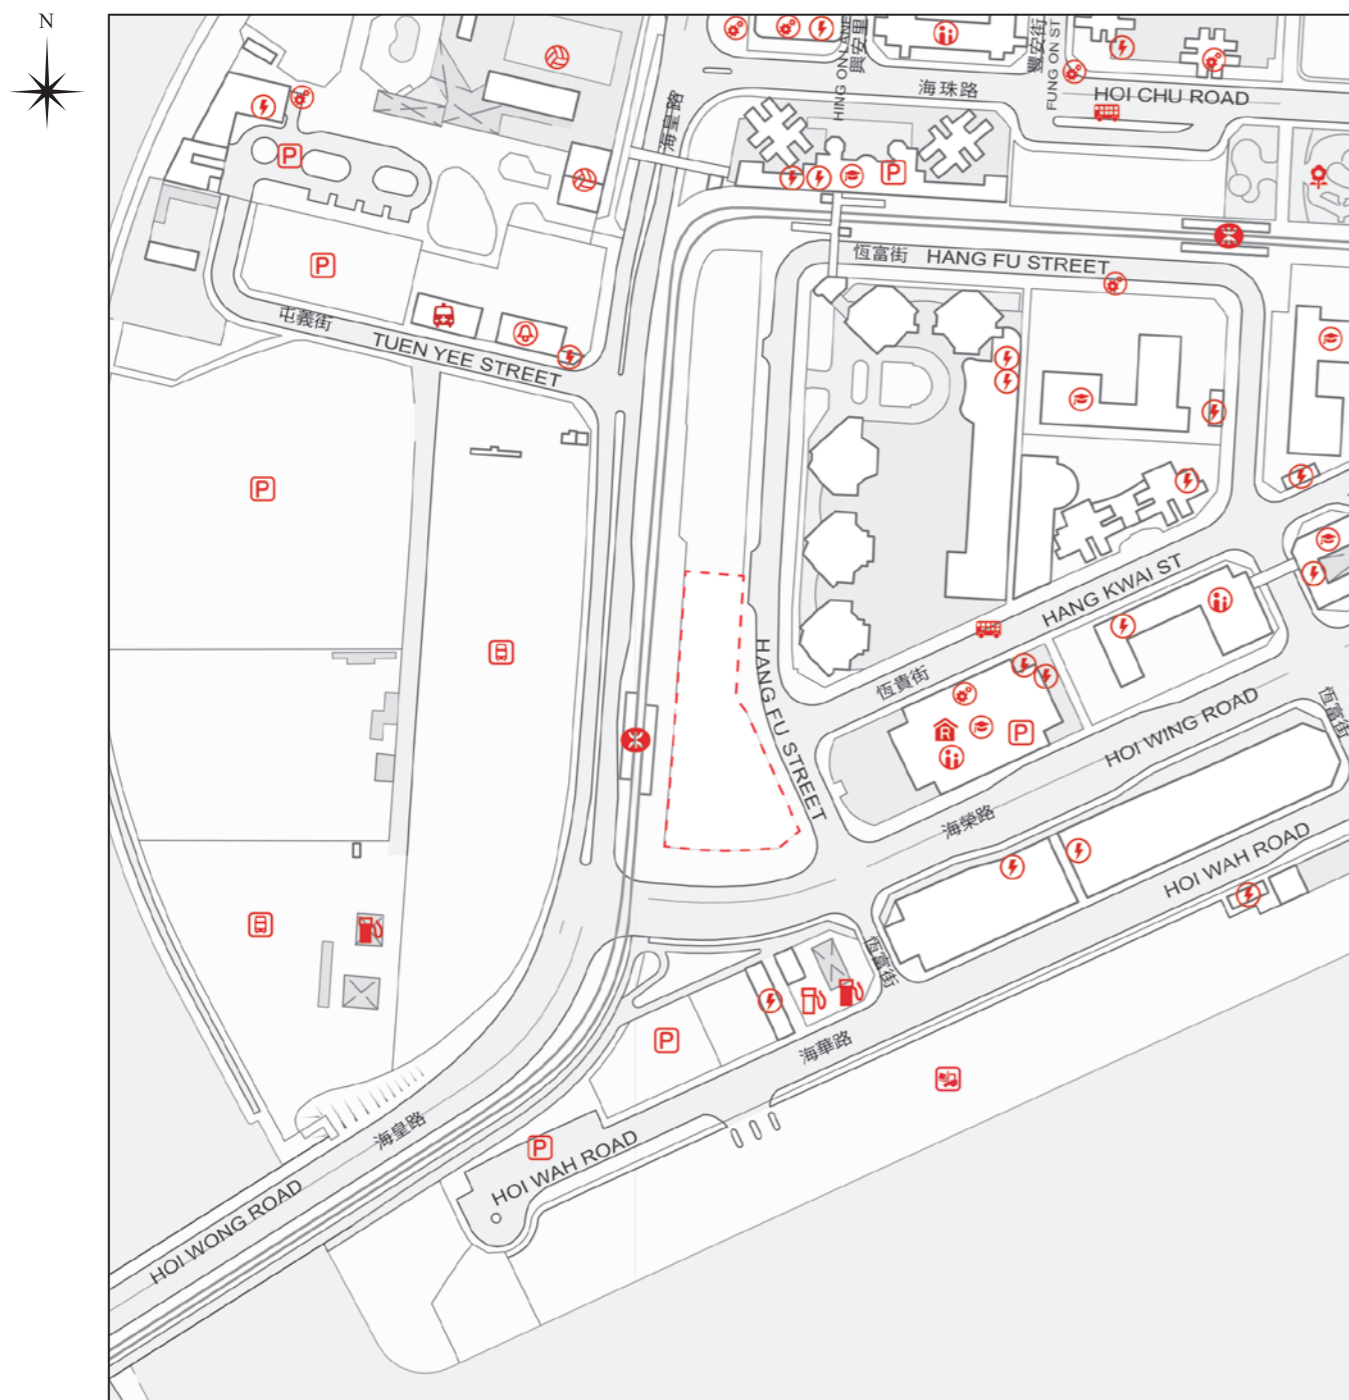 N
興安里
HING ON LANE
豐安街
FUNG ON ST
海珠路
HOI CHU ROAD
海皇路
P
P
恆富街 HANG FU STREET
P
屯義街
TUEN YEE STREET
P
HANG KWAI ST
恆貴街
HANG FU STREET
R
P
恆富街
HOI WING ROAD
海榮路
HOI WAH ROAD
恆富街
P
海華路
海皇路
P
HOI WAH ROAD
HOI WONG ROAD